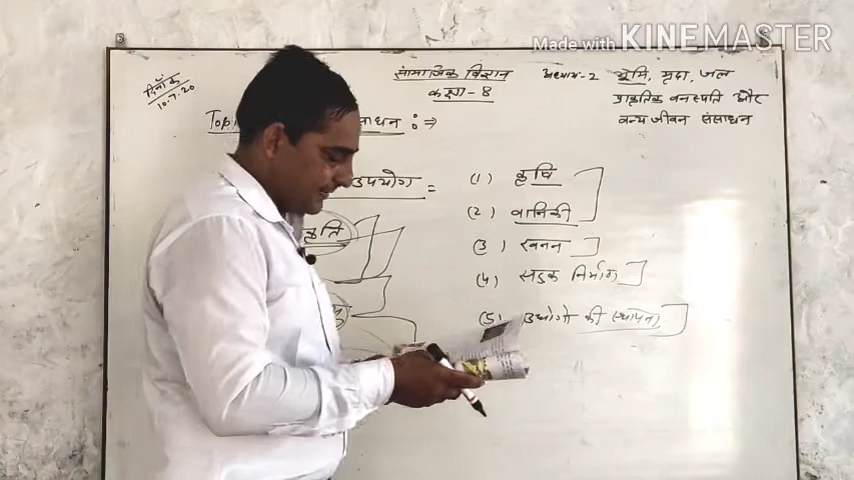 Made with KINEMASTER
दिनाँक
10.7.20
सामाजिक विज्ञान
कक्षा - 8
अध्याय-2 भूमि, मृदा, जल
प्राकृतिक वनस्पति और
वन्य जीवन संसाधन
Topi साधन :⇒
उपयोग =
(1) कृषि
(2) वानिकी
(3) खनन
(4) सड़क निर्माण
(5) उद्योगो की स्थापना